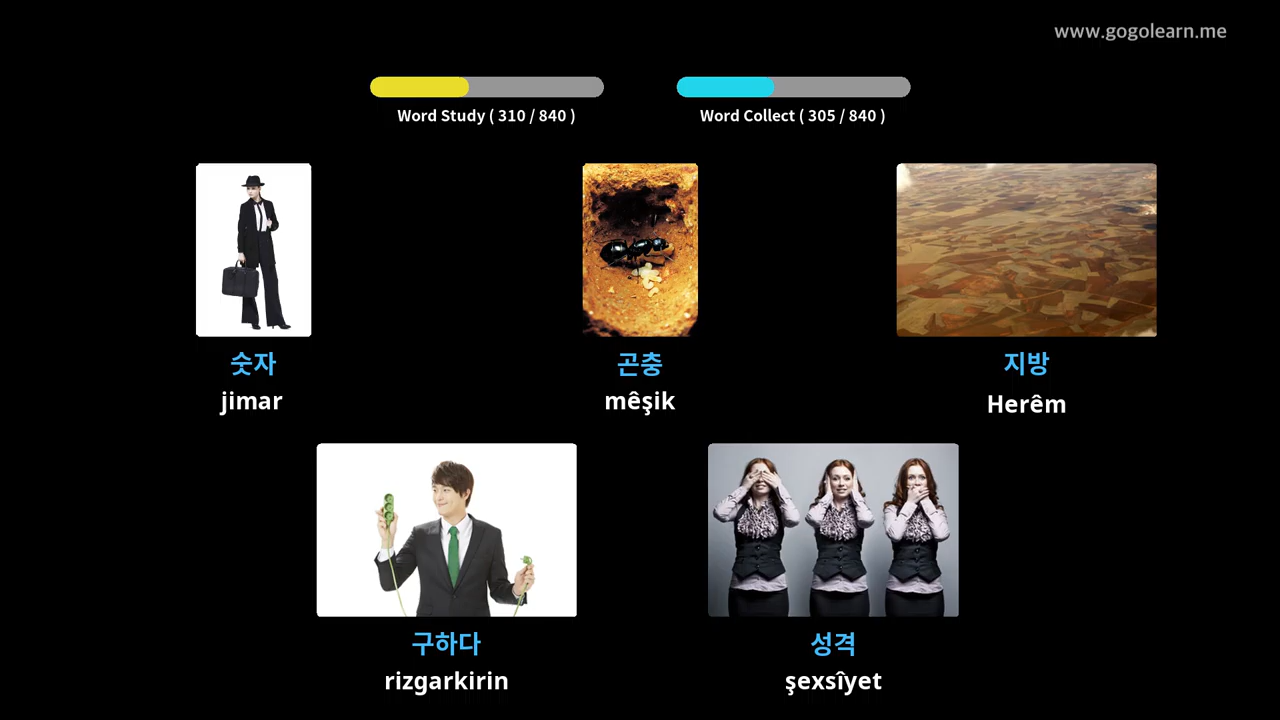 www.gogolearn.me
Word Study ( 310 / 840 )
Word Collect ( 305 / 840 )
숫자
jimar
곤충
mêşik
지방
Herêm
구하다
rizgarkirin
성격
şexsîyet